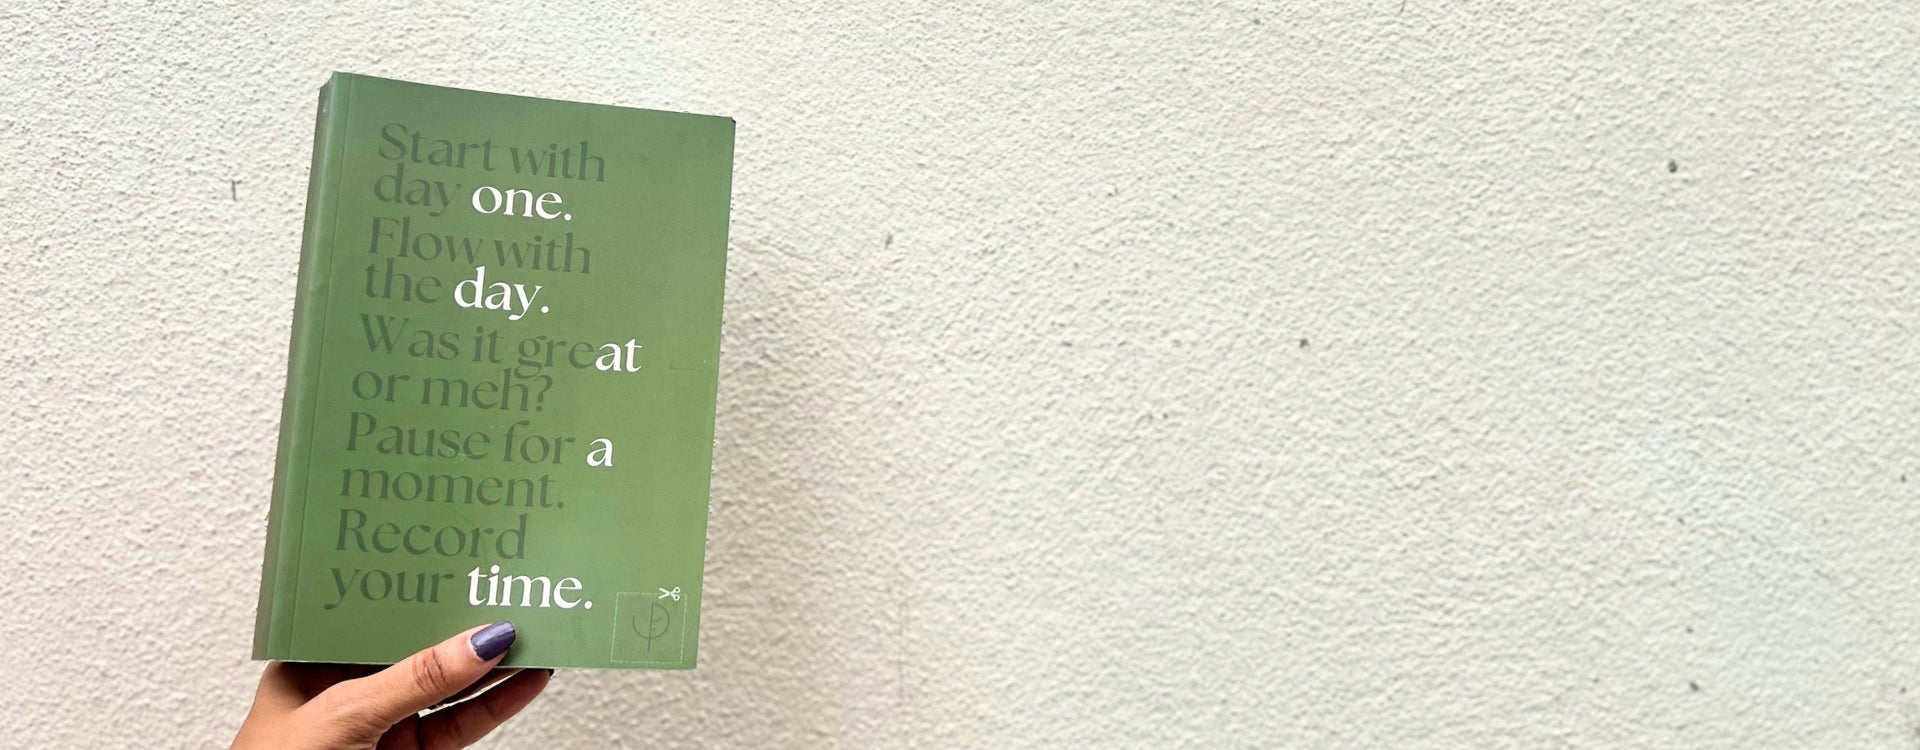 Start with
day one.
Flow with
the day.
Was it great
or meh?
Pause for a
moment.
Record
your time.